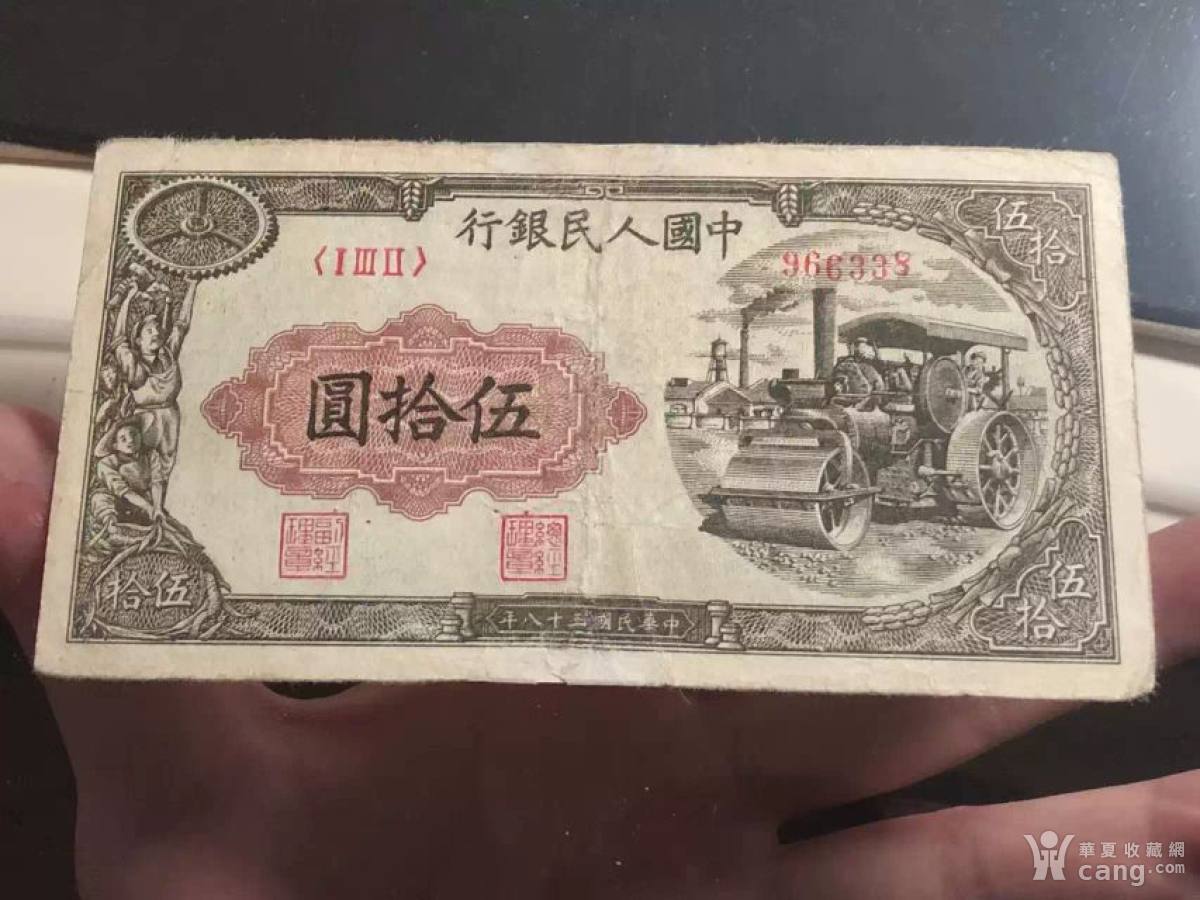 中國人民銀行
〈I III II〉
966338
伍拾
伍拾圓
副經理章
總經理章
伍拾
伍拾
中華民國三十八年
華夏收藏網
cang.com